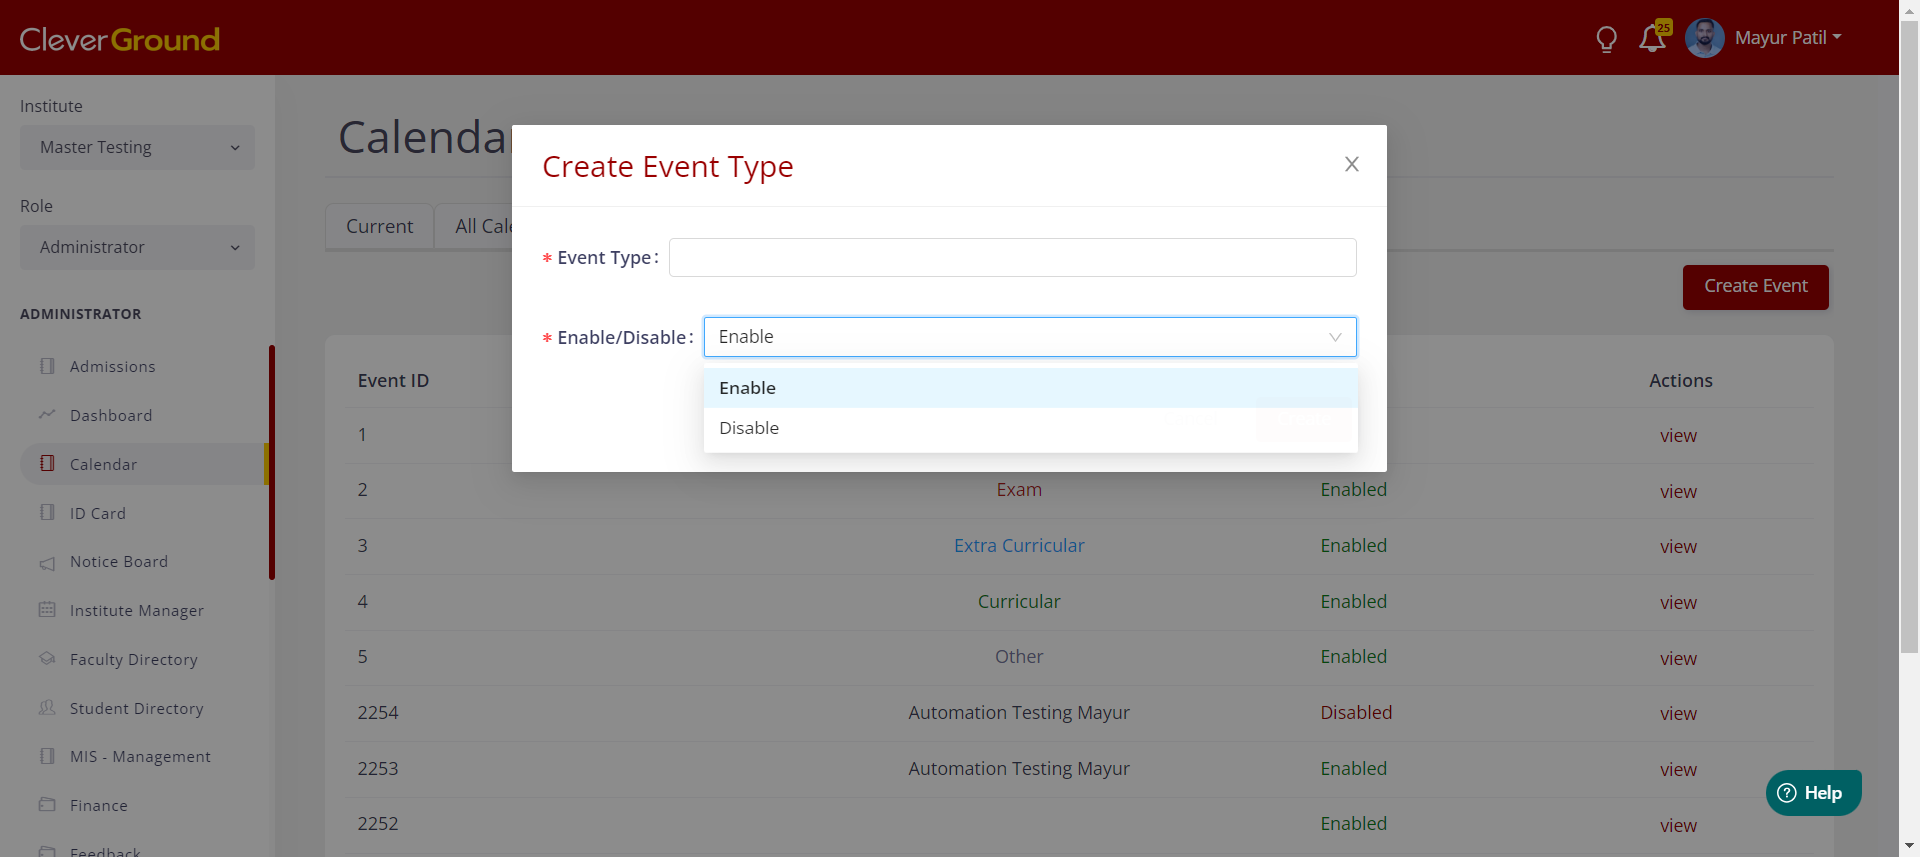 CleverGround
25
Mayur Patil
Institute
Master Testing
Role
Administrator
ADMINISTRATOR
Admissions
Dashboard
Calendar
ID Card
Notice Board
Institute Manager
Faculty Directory
Student Directory
MIS - Management
Finance
Feedback
Calenda
Current
All Cale
Create Event
Create Event Type
* Event Type:
* Enable/Disable: Enable
Enable
Disable
Event ID Actions
1 view
2 Exam Enabled view
3 Extra Curricular Enabled view
4 Curricular Enabled view
5 Other Enabled view
2254 Automation Testing Mayur Disabled view
2253 Automation Testing Mayur Enabled view
2252 Enabled view
? Help